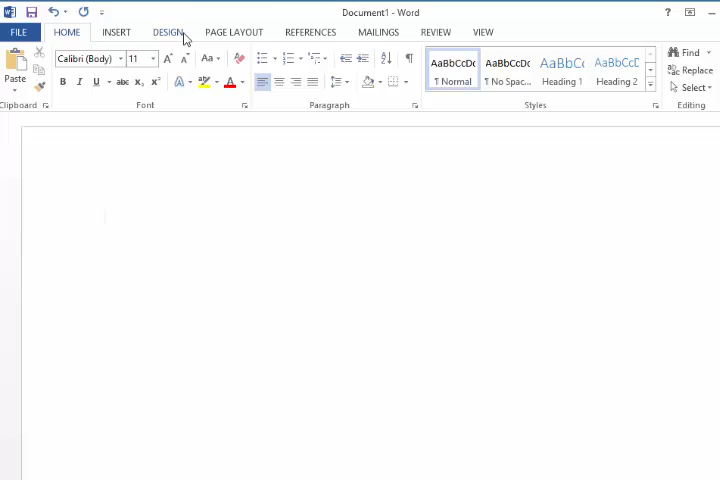 Document1 - Word
FILE HOME INSERT DESIGN PAGE LAYOUT REFERENCES MAILINGS REVIEW VIEW
Calibri (Body) 11 A A Aa AaBbCcDc AaBbCcDc AaBbCc AaBbCcC Find
Paste Replace
B I U abc x₂ x² A A ¶ Normal ¶ No Spac... Heading 1 Heading 2 Select
Clipboard Font Paragraph Styles Editing